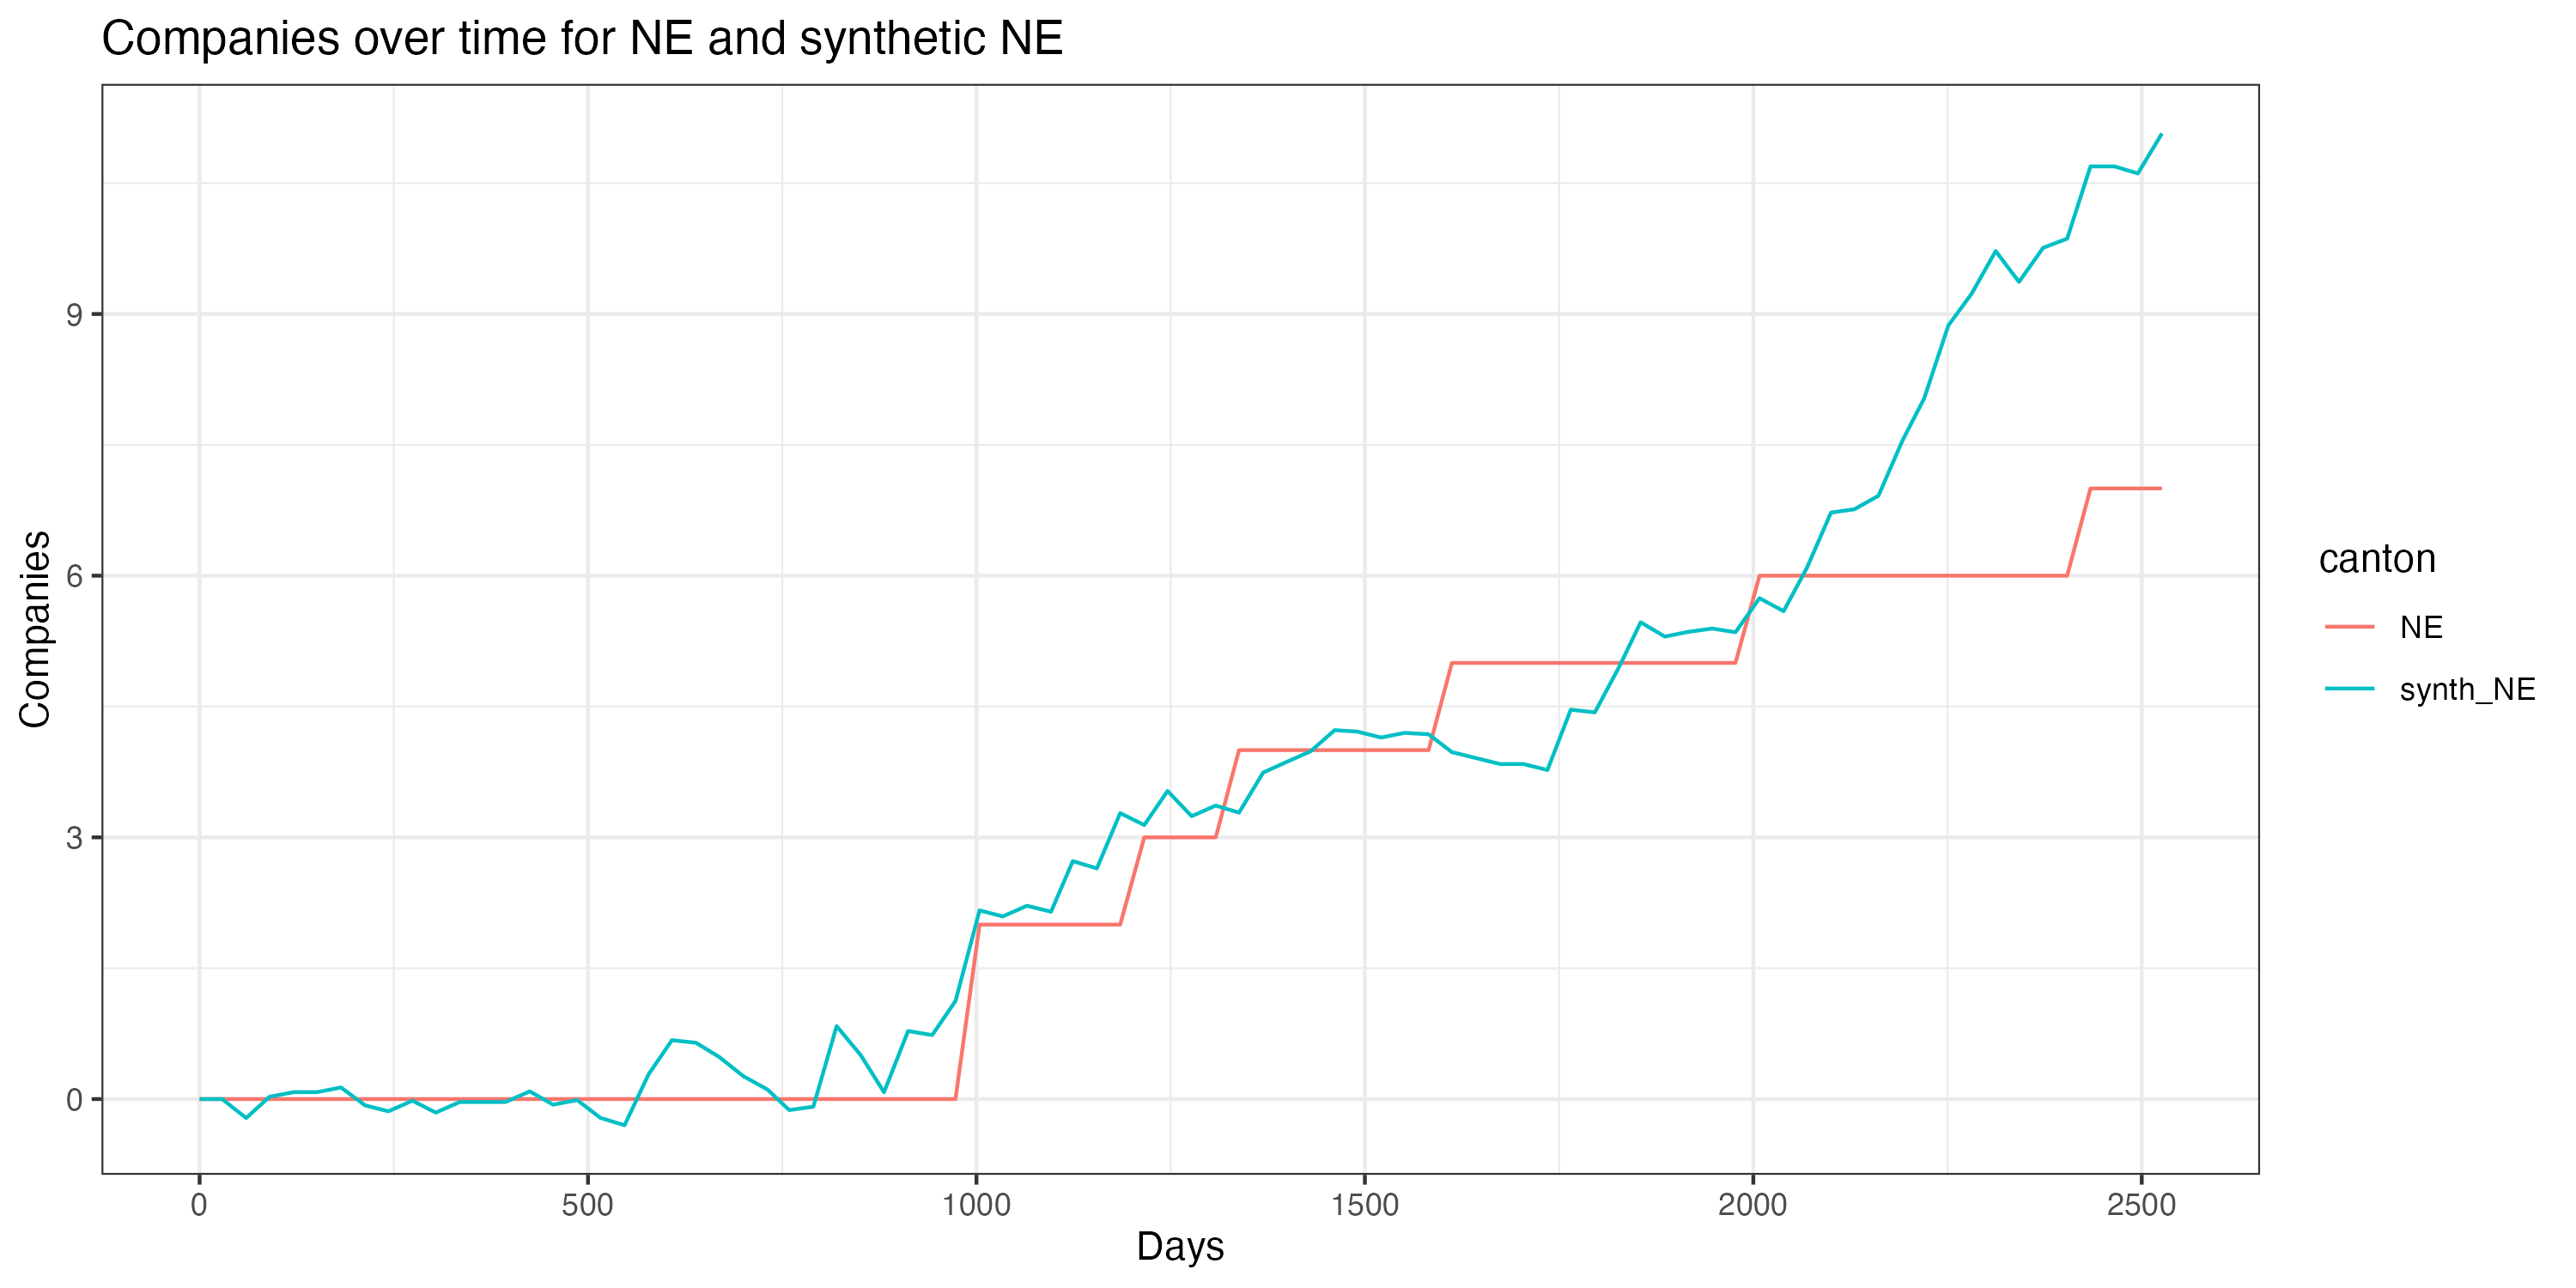 Companies over time for NE and synthetic NE
Companies
9
6
3
0
0 500 1000 1500 2000 2500
Days
canton
NE
synth_NE